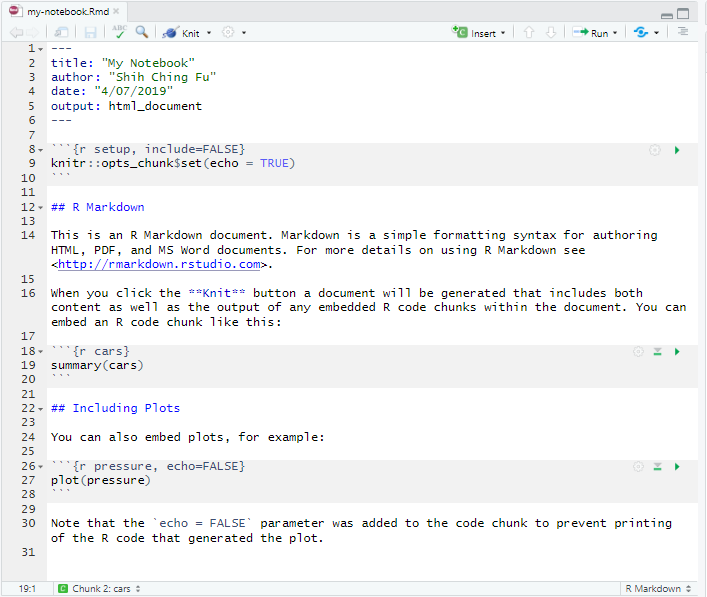 my-notebook.Rmd
ABC Knit Insert Run
1 ---
2 title: "My Notebook"
3 author: "Shih Ching Fu"
4 date: "4/07/2019"
5 output: html_document
6 ---
7
8 ```{r setup, include=FALSE}
9 knitr::opts_chunk$set(echo = TRUE)
10 ```
11
12 ## R Markdown
13
14 This is an R Markdown document. Markdown is a simple formatting syntax for authoring
HTML, PDF, and MS Word documents. For more details on using R Markdown see
<http://rmarkdown.rstudio.com>.
15
16 When you click the **Knit** button a document will be generated that includes both
content as well as the output of any embedded R code chunks within the document. You can
embed an R code chunk like this:
17
18 ```{r cars}
19 summary(cars)
20 ```
21
22 ## Including Plots
23
24 You can also embed plots, for example:
25
26 ```{r pressure, echo=FALSE}
27 plot(pressure)
28 ```
29
30 Note that the `echo = FALSE` parameter was added to the code chunk to prevent printing
of the R code that generated the plot.
31
19:1 C Chunk 2: cars R Markdown